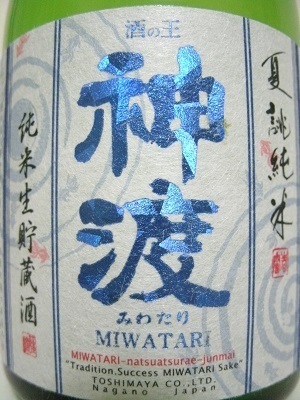 酒の王
神渡
みわたり
MIWATARI
夏誂純米
純米生貯蔵酒
MIWATARI-natsuatsurae-junmai
"Tradition.Success MIWATARI Sake"
TOSHIMAYA CO.,LTD.
Nagano Japan